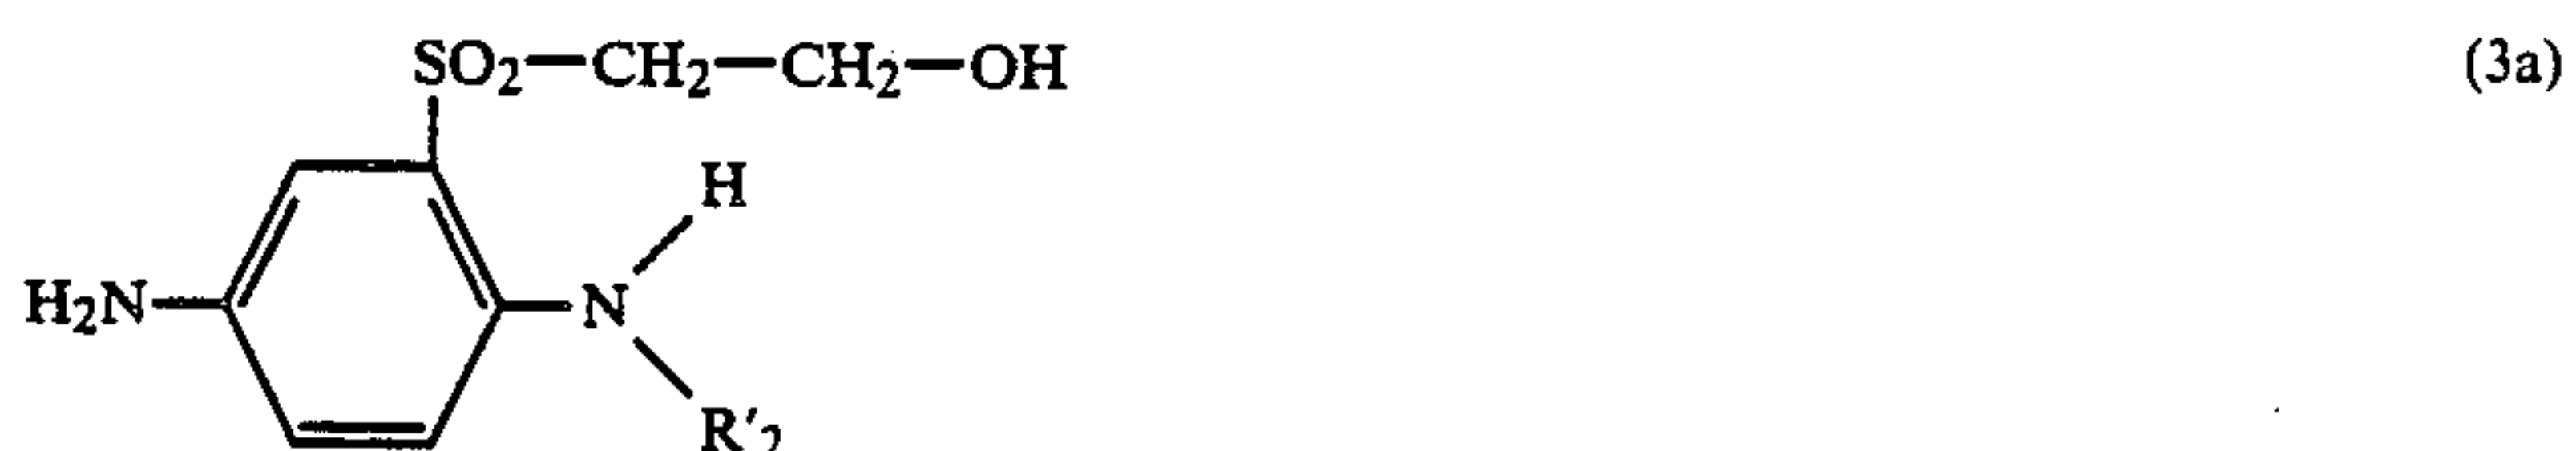 SO₂—CH₂—CH₂—OH (3a)
H
H₂N
N
R'₂